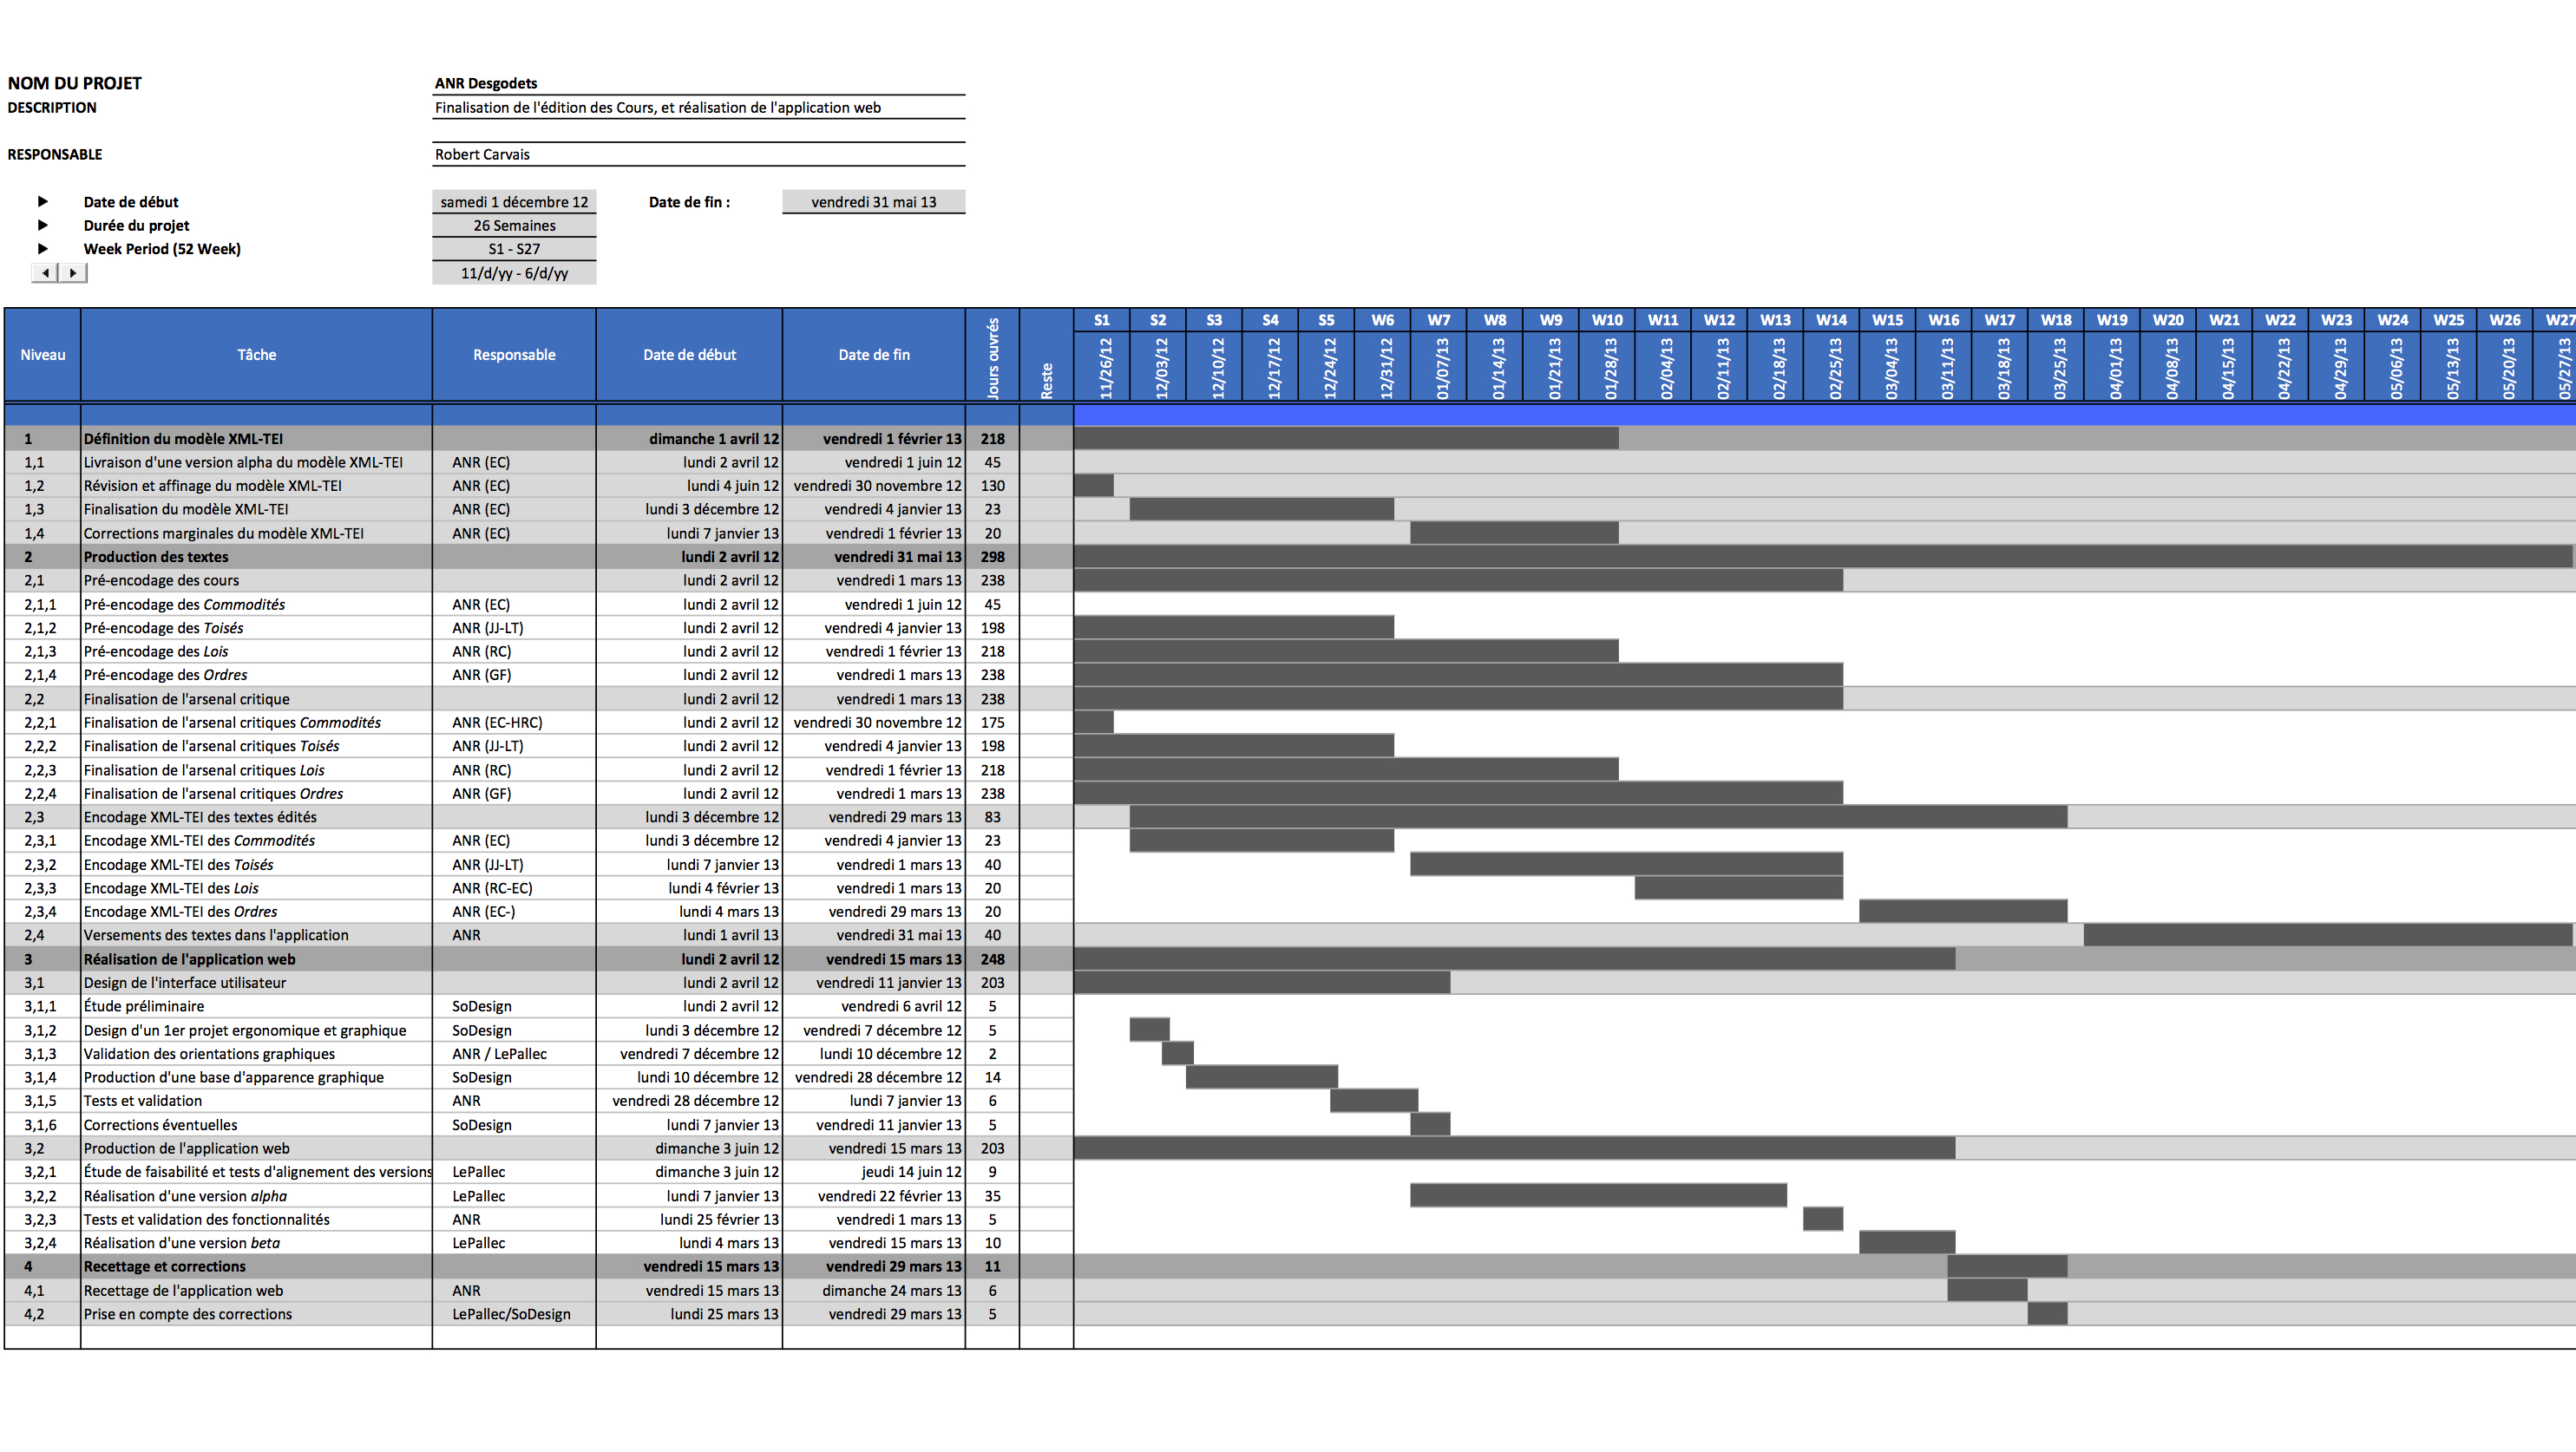 NOM DU PROJET ANR Desgodets
DESCRIPTION Finalisation de l'édition des Cours, et réalisation de l'application web
RESPONSABLE Robert Carvais
▶ Date de début samedi 1 décembre 12 Date de fin : vendredi 31 mai 13
▶ Durée du projet 26 Semaines
▶ Week Period (52 Week) S1 - S27
11/d/yy - 6/d/yy
Niveau Tâche Responsable Date de début Date de fin Jours ouvrés Reste S1 S2 S3 S4 S5 W6 W7 W8 W9 W10 W11 W12 W13 W14 W15 W16 W17 W18 W19 W20 W21 W22 W23 W24 W25 W26 W27
11/26/12 12/03/12 12/10/12 12/17/12 12/24/12 12/31/12 01/07/13 01/14/13 01/21/13 01/28/13 02/04/13 02/11/13 02/18/13 02/25/13 03/04/13 03/11/13 03/18/13 03/25/13 04/01/13 04/08/13 04/15/13 04/22/13 04/29/13 05/06/13 05/13/13 05/20/13 05/27/13
1 Définition du modèle XML-TEI dimanche 1 avril 12 vendredi 1 février 13 218
1,1 Livraison d'une version alpha du modèle XML-TEI ANR (EC) lundi 2 avril 12 vendredi 1 juin 12 45
1,2 Révision et affinage du modèle XML-TEI ANR (EC) lundi 4 juin 12 vendredi 30 novembre 12 130
1,3 Finalisation du modèle XML-TEI ANR (EC) lundi 3 décembre 12 vendredi 4 janvier 13 23
1,4 Corrections marginales du modèle XML-TEI ANR (EC) lundi 7 janvier 13 vendredi 1 février 13 20
2 Production des textes lundi 2 avril 12 vendredi 31 mai 13 298
2,1 Pré-encodage des cours lundi 2 avril 12 vendredi 1 mars 13 238
2,1,1 Pré-encodage des Commodités ANR (EC) lundi 2 avril 12 vendredi 1 juin 12 45
2,1,2 Pré-encodage des Toisés ANR (JJ-LT) lundi 2 avril 12 vendredi 4 janvier 13 198
2,1,3 Pré-encodage des Lois ANR (RC) lundi 2 avril 12 vendredi 1 février 13 218
2,1,4 Pré-encodage des Ordres ANR (GF) lundi 2 avril 12 vendredi 1 mars 13 238
2,2 Finalisation de l'arsenal critique lundi 2 avril 12 vendredi 1 mars 13 238
2,2,1 Finalisation de l'arsenal critiques Commodités ANR (EC-HRC) lundi 2 avril 12 vendredi 30 novembre 12 175
2,2,2 Finalisation de l'arsenal critiques Toisés ANR (JJ-LT) lundi 2 avril 12 vendredi 4 janvier 13 198
2,2,3 Finalisation de l'arsenal critiques Lois ANR (RC) lundi 2 avril 12 vendredi 1 février 13 218
2,2,4 Finalisation de l'arsenal critiques Ordres ANR (GF) lundi 2 avril 12 vendredi 1 mars 13 238
2,3 Encodage XML-TEI des textes édités lundi 3 décembre 12 vendredi 29 mars 13 83
2,3,1 Encodage XML-TEI des Commodités ANR (EC) lundi 3 décembre 12 vendredi 4 janvier 13 23
2,3,2 Encodage XML-TEI des Toisés ANR (JJ-LT) lundi 7 janvier 13 vendredi 1 mars 13 40
2,3,3 Encodage XML-TEI des Lois ANR (RC-EC) lundi 4 février 13 vendredi 1 mars 13 20
2,3,4 Encodage XML-TEI des Ordres ANR (EC-) lundi 4 mars 13 vendredi 29 mars 13 20
2,4 Versements des textes dans l'application ANR lundi 1 avril 13 vendredi 31 mai 13 40
3 Réalisation de l'application web lundi 2 avril 12 vendredi 15 mars 13 248
3,1 Design de l'interface utilisateur lundi 2 avril 12 vendredi 11 janvier 13 203
3,1,1 Étude préliminaire SoDesign lundi 2 avril 12 vendredi 6 avril 12 5
3,1,2 Design d'un 1er projet ergonomique et graphique SoDesign lundi 3 décembre 12 vendredi 7 décembre 12 5
3,1,3 Validation des orientations graphiques ANR / LePallec vendredi 7 décembre 12 lundi 10 décembre 12 2
3,1,4 Production d'une base d'apparence graphique SoDesign lundi 10 décembre 12 vendredi 28 décembre 12 14
3,1,5 Tests et validation ANR vendredi 28 décembre 12 lundi 7 janvier 13 6
3,1,6 Corrections éventuelles SoDesign lundi 7 janvier 13 vendredi 11 janvier 13 5
3,2 Production de l'application web dimanche 3 juin 12 vendredi 15 mars 13 203
3,2,1 Étude de faisabilité et tests d'alignement des versions LePallec dimanche 3 juin 12 jeudi 14 juin 12 9
3,2,2 Réalisation d'une version alpha LePallec lundi 7 janvier 13 vendredi 22 février 13 35
3,2,3 Tests et validation des fonctionnalités ANR lundi 25 février 13 vendredi 1 mars 13 5
3,2,4 Réalisation d'une version beta LePallec lundi 4 mars 13 vendredi 15 mars 13 10
4 Recettage et corrections vendredi 15 mars 13 vendredi 29 mars 13 11
4,1 Recettage de l'application web ANR vendredi 15 mars 13 dimanche 24 mars 13 6
4,2 Prise en compte des corrections LePallec/SoDesign lundi 25 mars 13 vendredi 29 mars 13 5